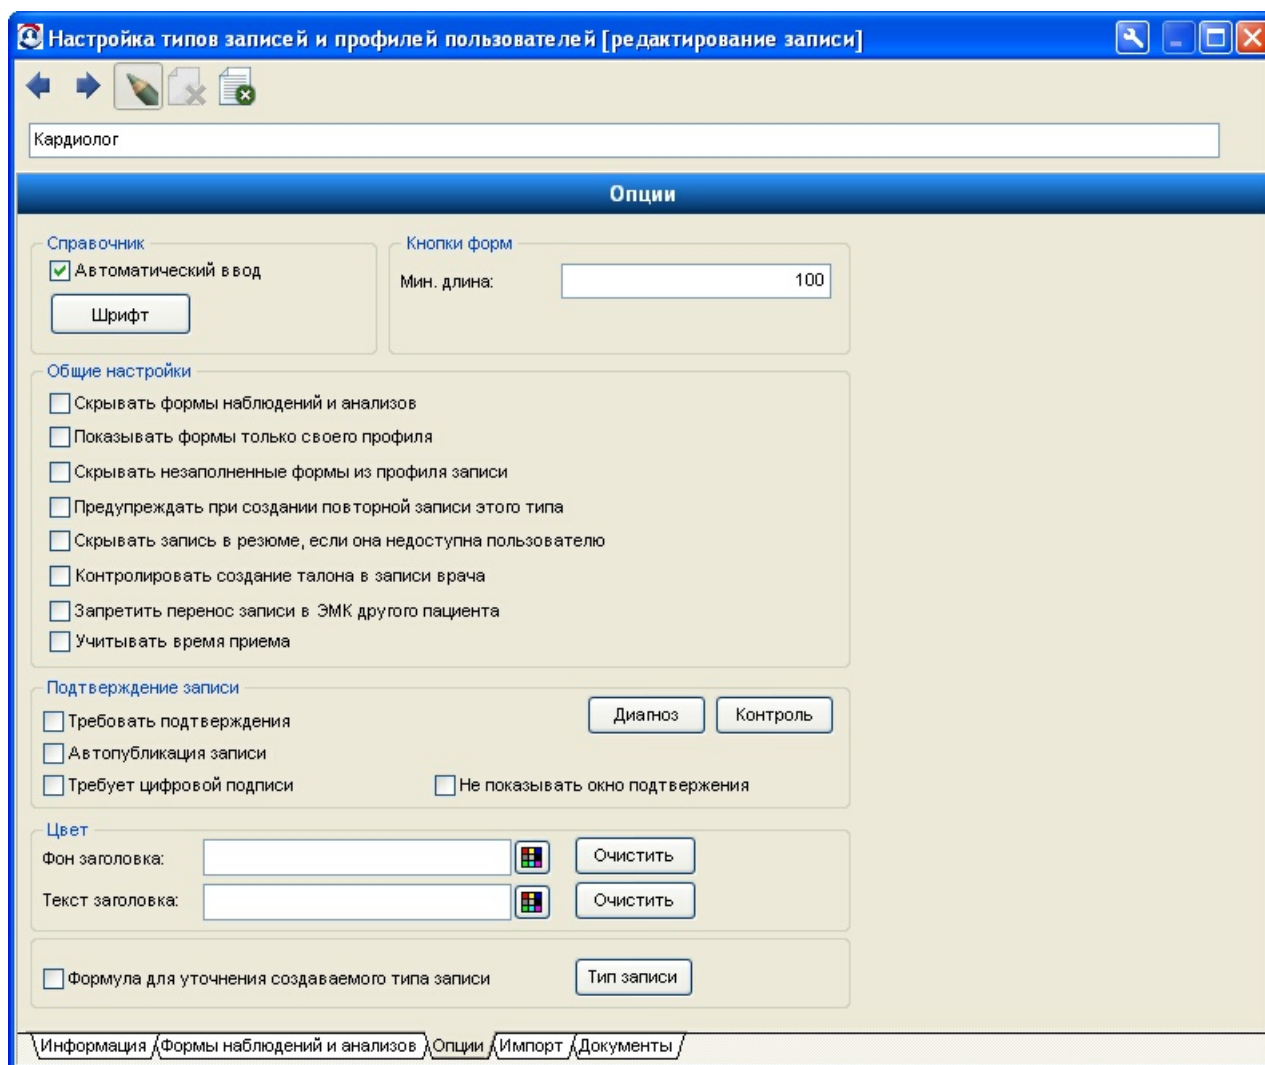 Настройка типов записей и профилей пользователей [редактирование записи]
Кардиолог
Опции
Справочник
Автоматический ввод
Шрифт
Кнопки форм
Мин. длина: 100
Общие настройки
Скрывать формы наблюдений и анализов
Показывать формы только своего профиля
Скрывать незаполненные формы из профиля записи
Предупреждать при создании повторной записи этого типа
Скрывать запись в резюме, если она недоступна пользователю
Контролировать создание талона в записи врача
Запретить перенос записи в ЭМК другого пациента
Учитывать время приема
Подтверждение записи
Требовать подтверждения
Диагноз Контроль
Автопубликация записи
Требует цифровой подписи Не показывать окно подтвержения
Цвет
Фон заголовка: Очистить
Текст заголовка: Очистить
Формула для уточнения создаваемого типа записи Тип записи
Информация Формы наблюдений и анализов Опции Импорт Документы